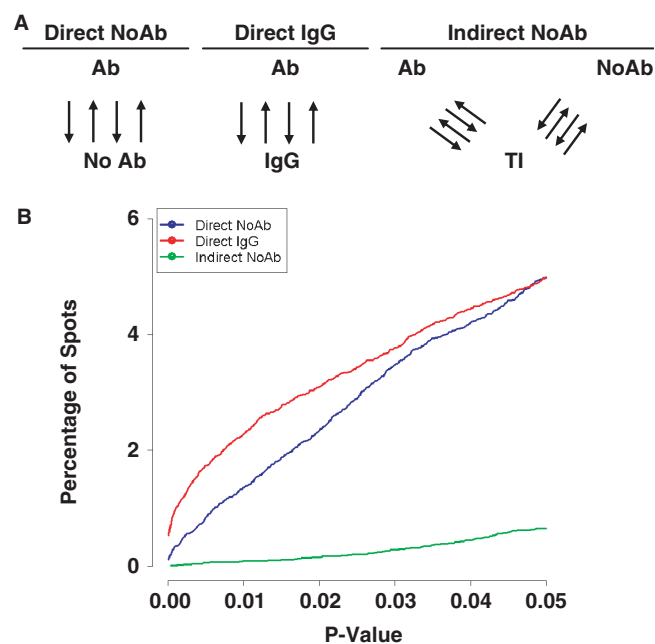 A
Direct NoAb Direct IgG Indirect NoAb
Ab Ab Ab NoAb
No Ab IgG TI
B
Direct NoAb
Direct IgG
Indirect NoAb
Percentage of Spots
6
4
2
0
0.00 0.01 0.02 0.03 0.04 0.05
P-Value